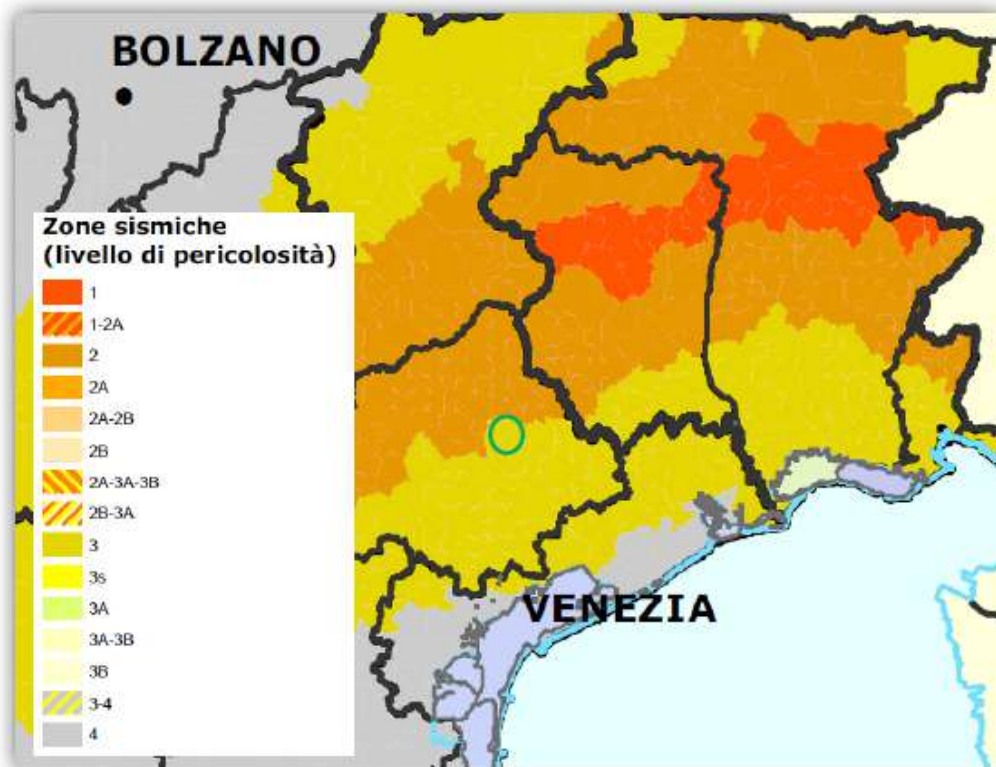 BOLZANO
Zone sismiche
(livello di pericolosità)
1
1-2A
2
2A
2A-2B
2B
2A-3A-3B
2B-3A
3
3s
3A
3A-3B
3B
3-4
4
VENEZIA